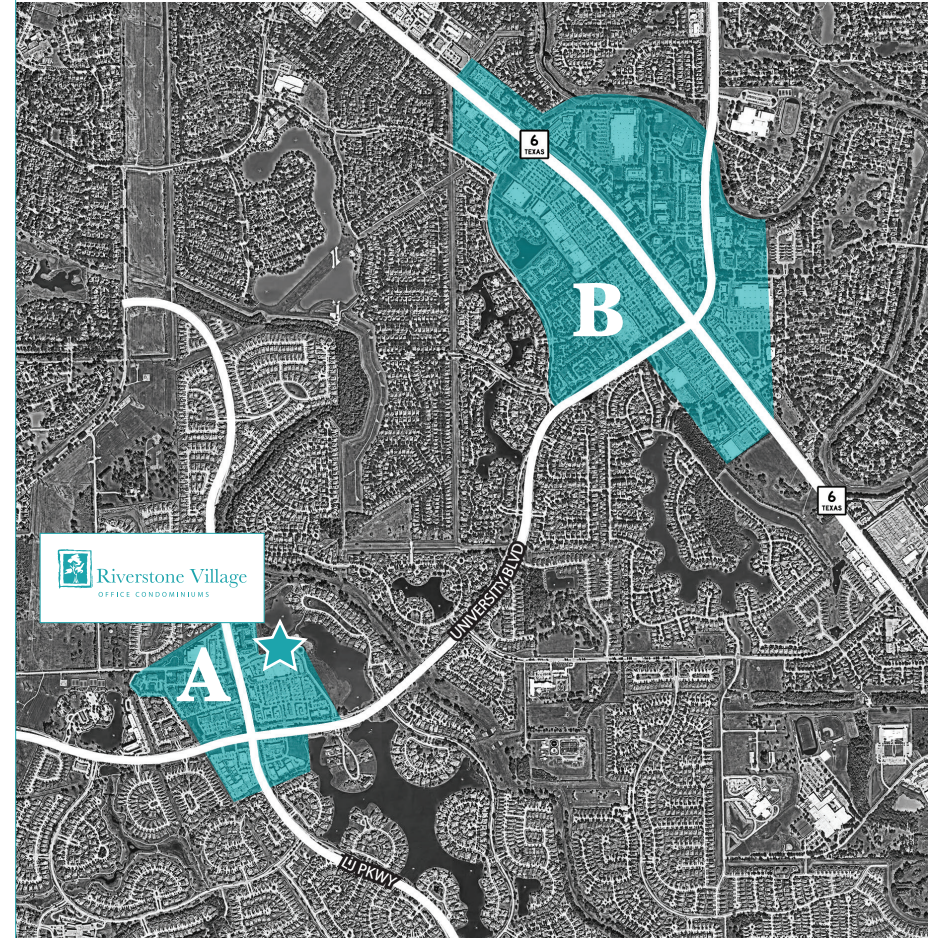 6
TEXAS
B
6
TEXAS
Riverstone Village
OFFICE CONDOMINIUMS
UNIVERSITY BLVD
A
LJ PKWY